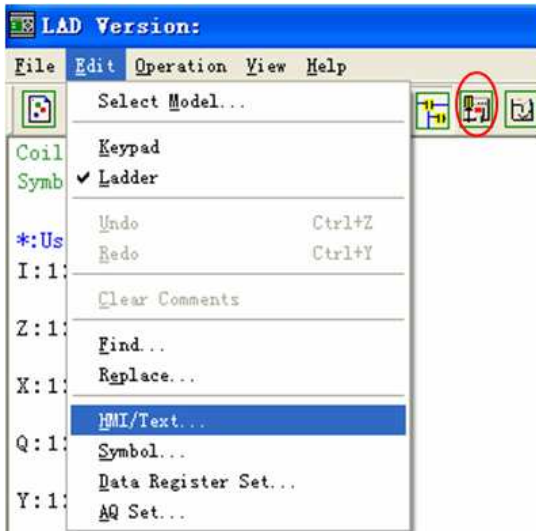 LAD Version:
File Edit Operation View Help
Select Model...
Coil
Keypad
Symb ✔ Ladder
Undo Ctrl+Z
*:Us
Redo Ctrl+Y
I:1
Clear Comments
Z:1
Find...
Replace...
X:1
HMI/Text...
Q:1
Symbol...
Data Register Set...
Y:1
AQ Set...